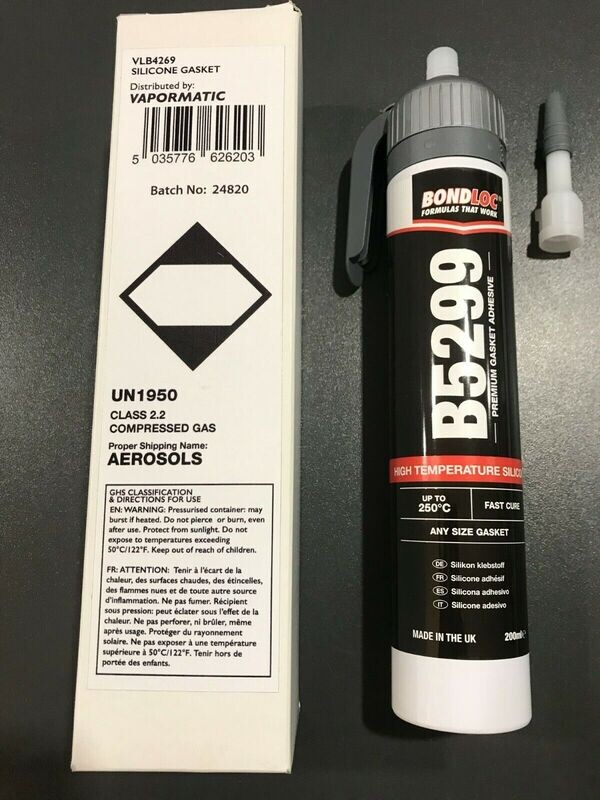 VLB4269
SILICONE GASKET
Distributed by:
VAPORMATIC
5 035776 626203
Batch No: 24820
UN1950
CLASS 2.2
COMPRESSED GAS
Proper Shipping Name:
AEROSOLS
GHS CLASSIFICATION
& DIRECTIONS FOR USE
EN: WARNING: Pressurised container: may
burst if heated. Do not pierce or burn, even
after use. Protect from sunlight. Do not
expose to temperatures exceeding
50°C/122°F. Keep out of reach of children.
FR: ATTENTION: Tenir à l'écart de la
chaleur, des surfaces chaudes, des étincelles,
des flammes nues et de toute autre source
d'inflammation. Ne pas fumer. Récipient
sous pression: peut éclater sous l'effet de la
chaleur. Ne pas perforer, ni brûler, même
après usage. Protéger du rayonnement
solaire. Ne pas exposer à une température
supérieure à 50°C/122°F. Tenir hors de
portée des enfants.
BONDLOC®
FORMULAS THAT WORK
B5299
PREMIUM GASKET ADHESIVE
HIGH TEMPERATURE SILICO
UP TO
250°C
FAST CURE
ANY SIZE GASKET
DE Silikon klebstoff
FR Silicone adhésif
ES Silicona adhesivo
IT Silicone adesivo
MADE IN THE UK
200ml e